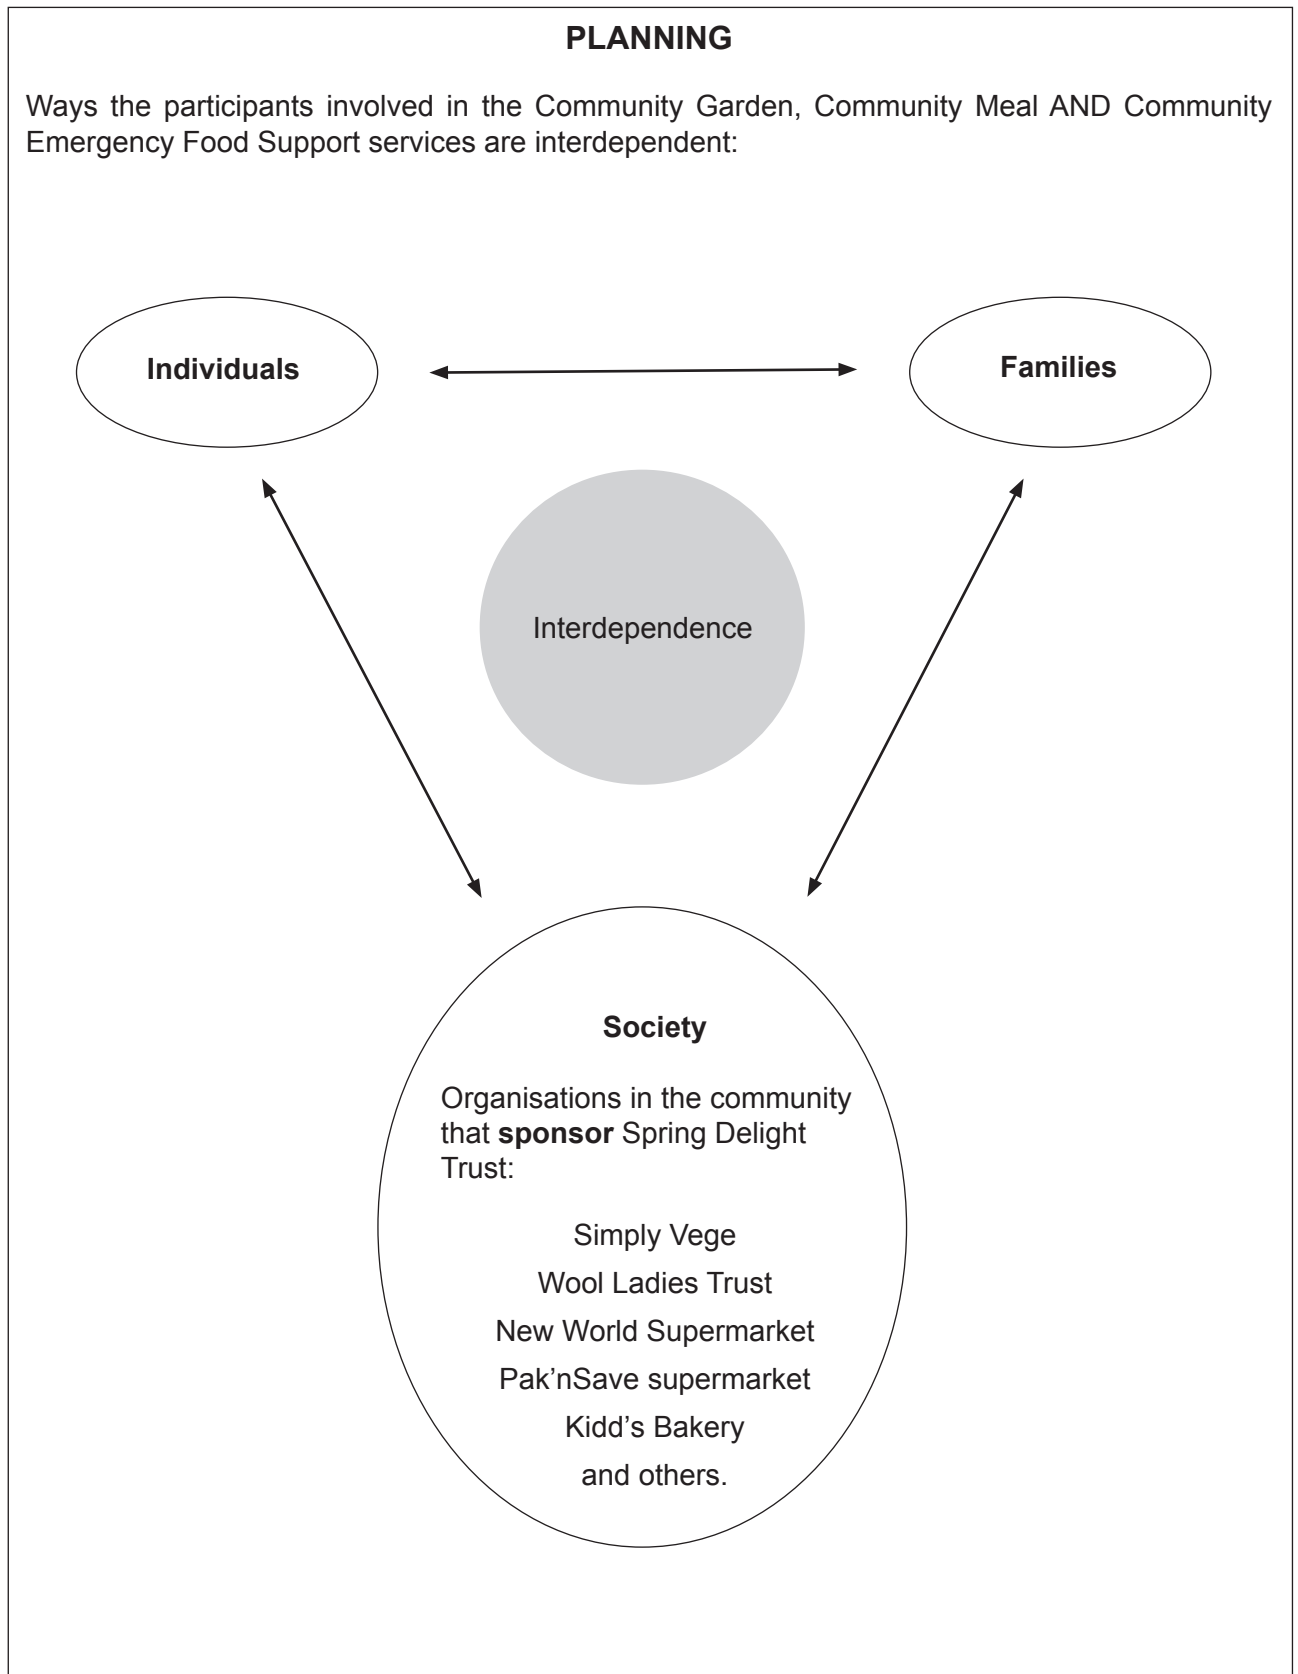 PLANNING
Ways the participants involved in the Community Garden, Community Meal AND Community
Emergency Food Support services are interdependent:
Individuals
Families
Interdependence
Society
Organisations in the community
that sponsor Spring Delight
Trust:
Simply Vege
Wool Ladies Trust
New World Supermarket
Pak’nSave supermarket
Kidd’s Bakery
and others.